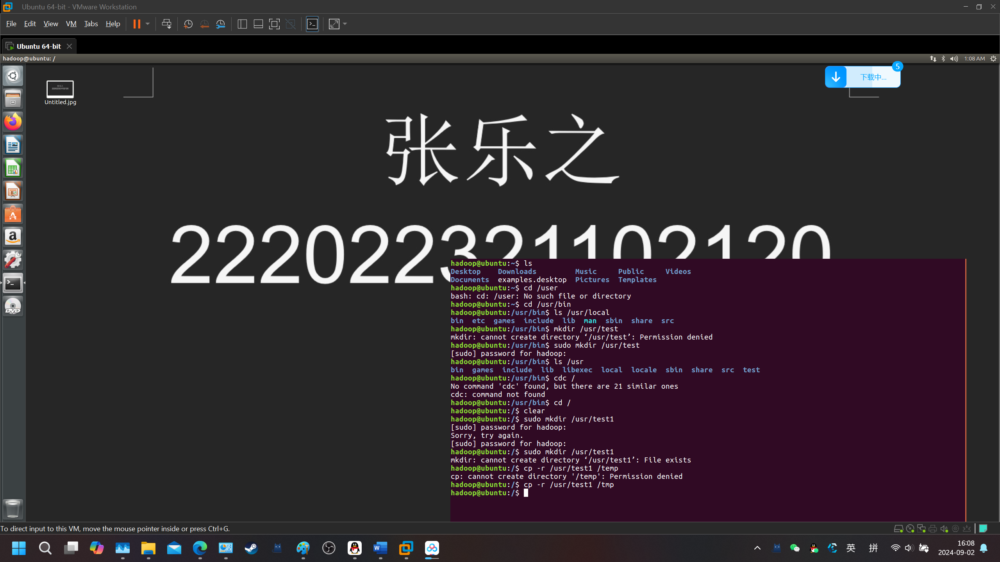 Ubuntu 64-bit - VMware Workstation
File Edit View VM Tabs Help
Ubuntu 64-bit
hadoop@ubuntu: /
1:08 AM
5
下载中...
Untitled.jpg
张乐之
222022321102120
hadoop@ubuntu:~$ ls
Desktop Downloads Music Public Videos
Documents examples.desktop Pictures Templates
hadoop@ubuntu:~$ cd /user
bash: cd: /user: No such file or directory
hadoop@ubuntu:~$ cd /usr/bin
hadoop@ubuntu:/usr/bin$ ls /usr/local
bin etc games include lib man sbin share src
hadoop@ubuntu:/usr/bin$ mkdir /usr/test
mkdir: cannot create directory ‘/usr/test’: Permission denied
hadoop@ubuntu:/usr/bin$ sudo mkdir /usr/test
[sudo] password for hadoop:
hadoop@ubuntu:/usr/bin$ ls /usr
bin games include lib libexec local locale sbin share src test
hadoop@ubuntu:/usr/bin$ cdc /
No command 'cdc' found, but there are 21 similar ones
cdc: command not found
hadoop@ubuntu:/usr/bin$ cd /
hadoop@ubuntu:/$ clear
hadoop@ubuntu:/$ sudo mkdir /usr/test1
[sudo] password for hadoop:
Sorry, try again.
[sudo] password for hadoop:
hadoop@ubuntu:/$ sudo mkdir /usr/test1
mkdir: cannot create directory ‘/usr/test1’: File exists
hadoop@ubuntu:/$ cp -r /usr/test1 /temp
cp: cannot create directory '/temp': Permission denied
hadoop@ubuntu:/$ cp -r /usr/test1 /tmp
hadoop@ubuntu:/$
To direct input to this VM, move the mouse pointer inside or press Ctrl+G.
英 拼
16:08
2024-09-02